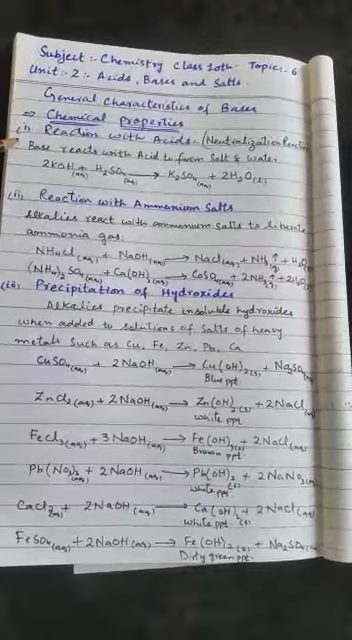 Subject :- Chemistry Class 10th. Topic:- 6
Unit:-2:- Acids, Bases and Salts.
General Characteristics of Bases
⇒ Chemical properties
(i) Reaction with Acids:- (Neutralization Reaction
Base reacts with Acid to form Salt & Water
2KOH(aq) + H2SO4(aq) → K2SO4(aq) + 2H2O(l)
(ii) Reaction with Ammonium Salts
Alkalies react with ammonium salts to liberate
ammonia gas.
NH4Cl(aq) + NaOH(aq) → NaCl(aq) + NH3↑(g) + H2O
(NH4)2SO4(aq) + Ca(OH)2(aq) → CaSO4(aq) + 2NH3↑(g) + 2H2O
(iii) Precipitation of Hydroxides
Alkalies precipitate insoluble hydroxides
when added to solutions of salts of heavy
metals such as Cu, Fe, Zn, Pb, Ca
CuSO4(aq) + 2NaOH(aq) → Cu(OH)2(s) + Na2SO4
Blue ppt
ZnCl2(aq) + 2NaOH(aq) → Zn(OH)2(s) + 2NaCl(aq)
white ppt
FeCl3(aq) + 3NaOH(aq) → Fe(OH)3(s) + 2NaCl(aq)
Brown ppt
Pb(NO3)2 + 2NaOH(aq) → Pb(OH)2(s) + 2NaNO3
white ppt
CaCl2(aq) + 2NaOH(aq) → Ca(OH)2(s) + 2NaCl(aq)
white ppt
FeSO4(aq) + 2NaOH(aq) → Fe(OH)2(s) + Na2SO4
Dirty green ppt